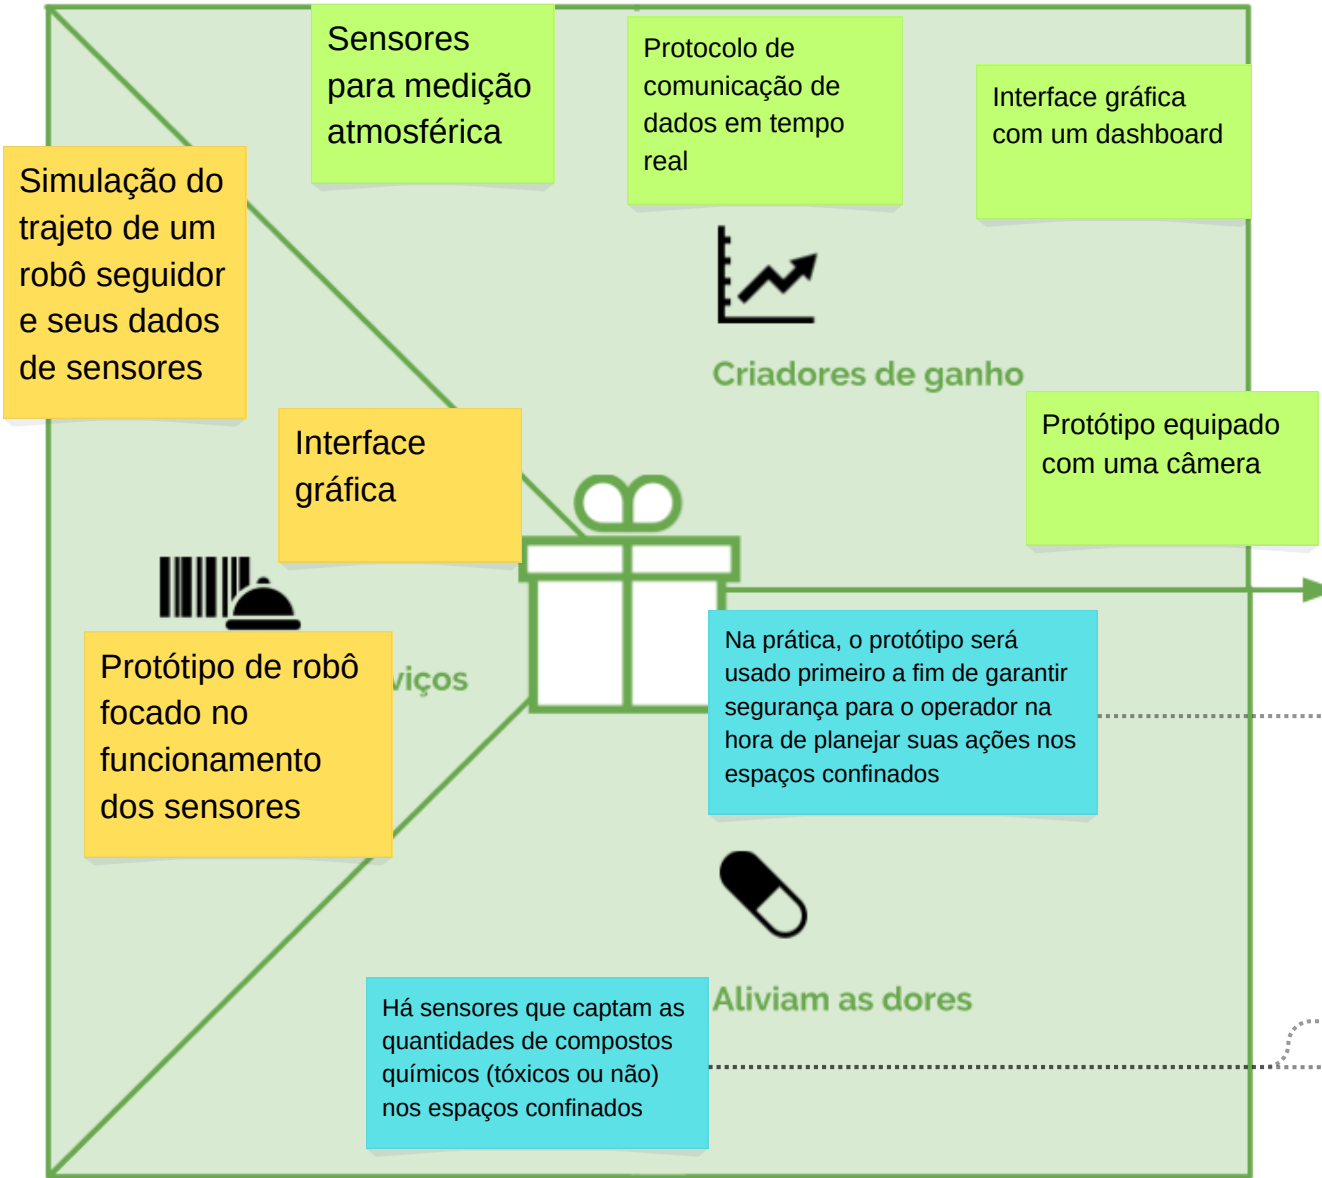 Sensores
para medição
atmosférica
Protocolo de
comunicação de
dados em tempo
real
Interface gráfica
com um dashboard
Simulação do
trajeto de um
robô seguidor
e seus dados
de sensores
Criadores de ganho
Interface
gráfica
Protótipo equipado
com uma câmera
Protótipo de robô
focado no
funcionamento
dos sensores
viços
Na prática, o protótipo será
usado primeiro a fim de garantir
segurança para o operador na
hora de planejar suas ações nos
espaços confinados
Aliviam as dores
Há sensores que captam as
quantidades de compostos
químicos (tóxicos ou não)
nos espaços confinados